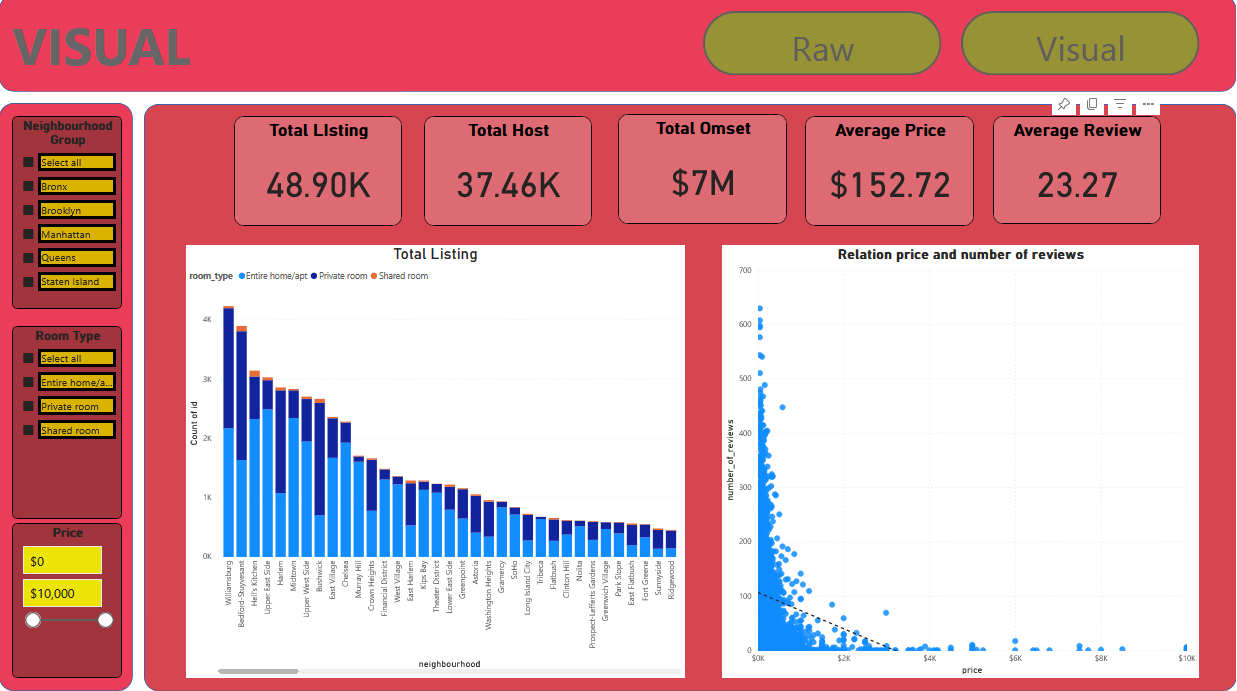 VISUAL
Raw
Visual
Neighbourhood
Group
Select all
Bronx
Brooklyn
Manhattan
Queens
Staten Island
Room Type
Select all
Entire home/a...
Private room
Shared room
Price
$0
$10,000
Total LIsting
48.90K
Total Host
37.46K
Total Omset
$7M
Average Price
$152.72
Average Review
23.27
Total Listing
room_type Entire home/apt Private room Shared room
Count of id
4K
3K
2K
1K
0K
Williamsburg
Bedford-Stuyvesant
Hell's Kitchen
Upper East Side
Harlem
Midtown
Upper West Side
Bushwick
East Village
Chelsea
Murray Hill
Crown Heights
Financial District
West Village
East Harlem
Kips Bay
Theater District
Lower East Side
Greenpoint
Astoria
Washington Heights
Gramercy
SoHo
Long Island City
Tribeca
Flatbush
Clinton Hill
Nolita
Prospect-Lefferts Gardens
Greenwich Village
Park Slope
East Flatbush
Fort Greene
Sunnyside
Ridgewood
neighbourhood
Relation price and number of reviews
number_of_reviews
700
600
500
400
300
200
100
0
$0K
$2K
$4K
$6K
$8K
$10K
price